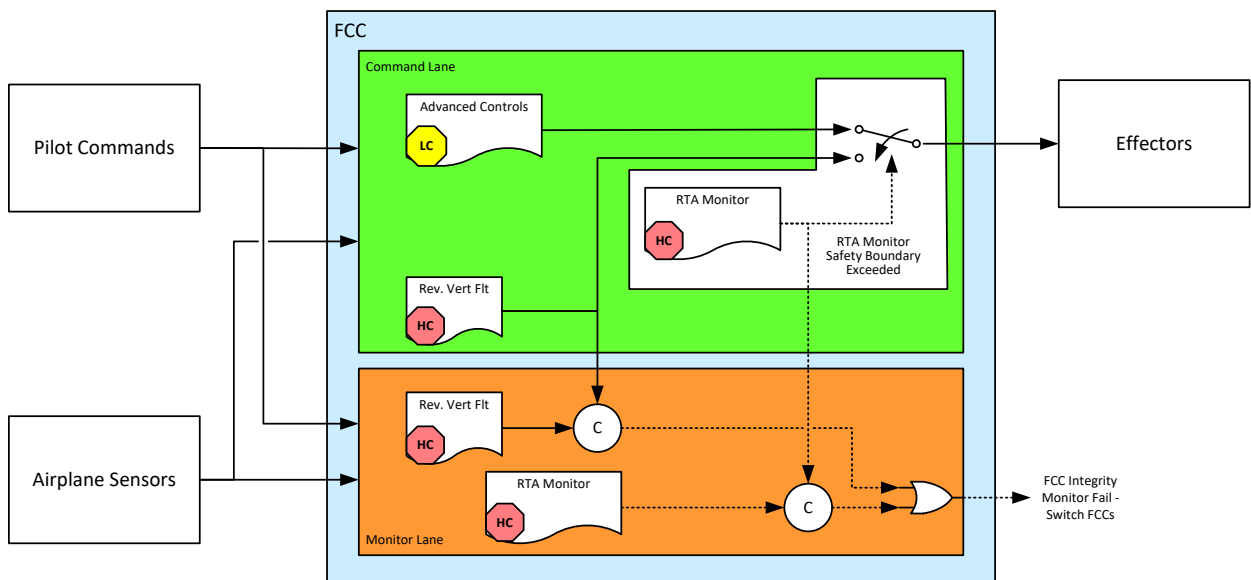 FCC
Command Lane
Pilot Commands
Advanced Controls
LC
Effectors
RTA Monitor
HC
RTA Monitor
Safety Boundary
Exceeded
Rev. Vert Flt
HC
Airplane Sensors
Rev. Vert Flt
HC
C
RTA Monitor
HC
C
FCC Integrity
Monitor Fail -
Switch FCCs
Monitor Lane